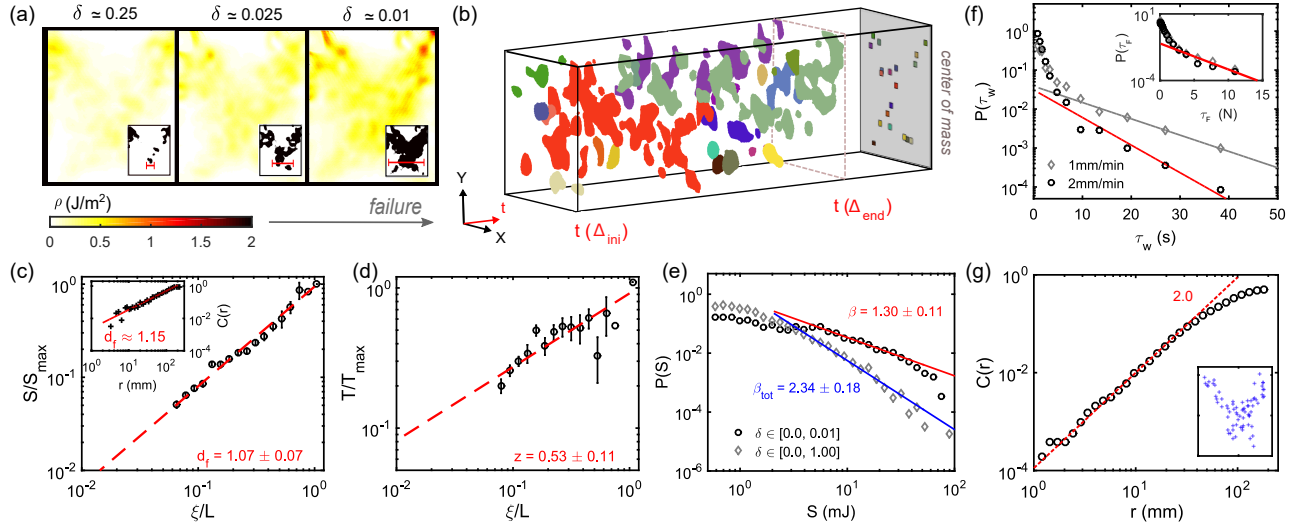 (a)
δ ≃ 0.25
δ ≃ 0.025
δ ≃ 0.01
ρ (J/m²)
0
0.5
1
1.5
2
failure
(b)
center of mass
Y
t
X
t (Δini)
t (Δend)
(c)
S/Smax
10⁰
10⁻¹
10⁻²
10⁻² 10⁻¹ 10⁰
ξ/L
df = 1.07 ± 0.07
df ≈ 1.15
C(r)
10⁰
10⁻²
10⁻⁴
10⁰ 10¹ 10²
r (mm)
(d)
T/Tmax
10⁰
10⁻¹
10⁻² 10⁻¹ 10⁰
ξ/L
z = 0.53 ± 0.11
(e)
P(S)
10⁰
10⁻²
10⁻⁴
10⁻⁶
10⁰ 10¹ 10²
S (mJ)
β = 1.30 ± 0.11
βtot = 2.34 ± 0.18
δ ∈ [0.0, 0.01]
δ ∈ [0.0, 1.00]
(f)
P(τw)
10⁰
10⁻¹
10⁻²
10⁻³
10⁻⁴
0 10 20 30 40 50
τw (s)
1mm/min
2mm/min
P(τF)
10¹
10⁻⁴
0 5 10 15
τF (N)
(g)
C(r)
10⁰
10⁻²
10⁻⁴
10⁰ 10¹ 10²
r (mm)
2.0